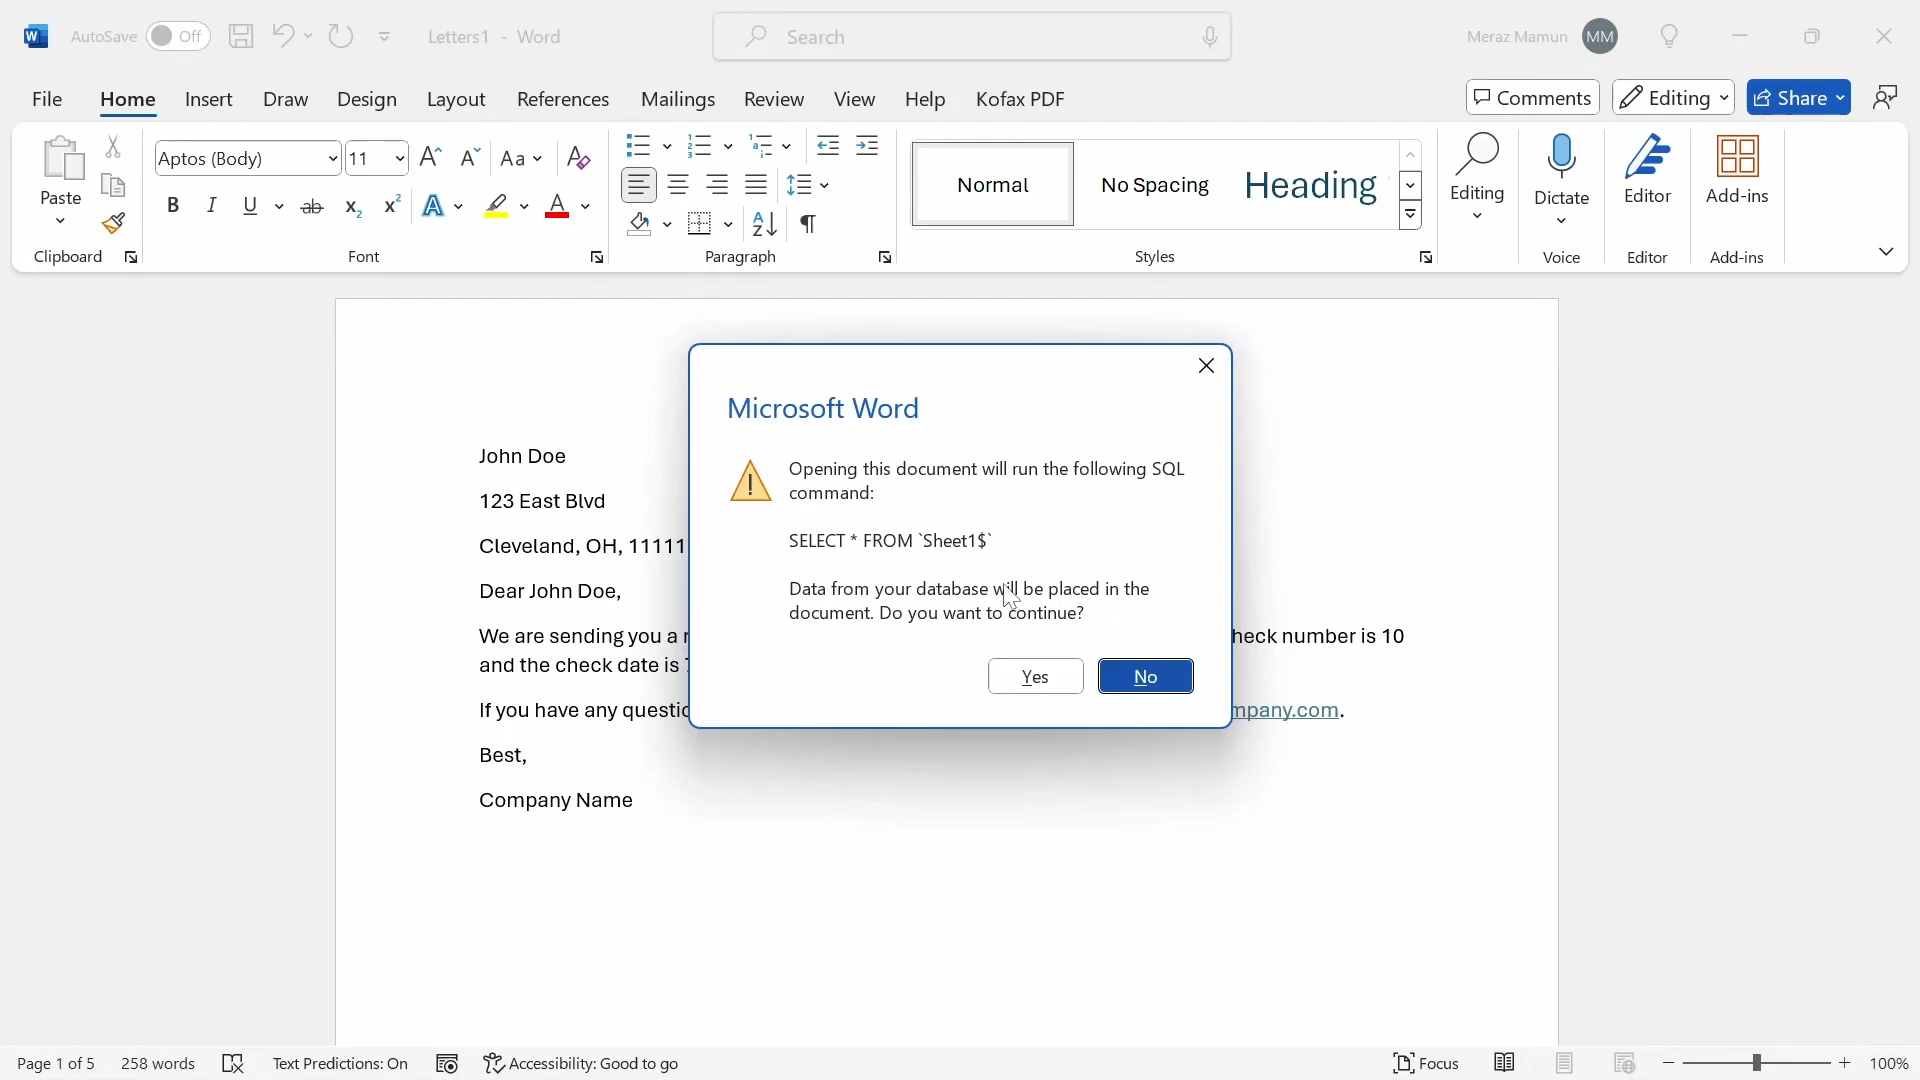 AutoSave Off Letters1 - Word Search Meraz Mamun MM
File Home Insert Draw Design Layout References Mailings Review View Help Kofax PDF Comments Editing Share
Paste Aptos (Body) 11 Aa Normal No Spacing Heading Editing Dictate Editor Add-ins
Clipboard Font Paragraph Styles Voice Editor Add-ins
John Doe
123 East Blvd
Cleveland, OH, 11111
Dear John Doe,
We are sending you a
heck number is 10
and the check date is
If you have any questio
mpany.com.
Best,
Company Name
Microsoft Word
Opening this document will run the following SQL
command:
SELECT * FROM `Sheet1$`
Data from your database will be placed in the
document. Do you want to continue?
Yes No
Page 1 of 5 258 words Text Predictions: On Accessibility: Good to go Focus 100%